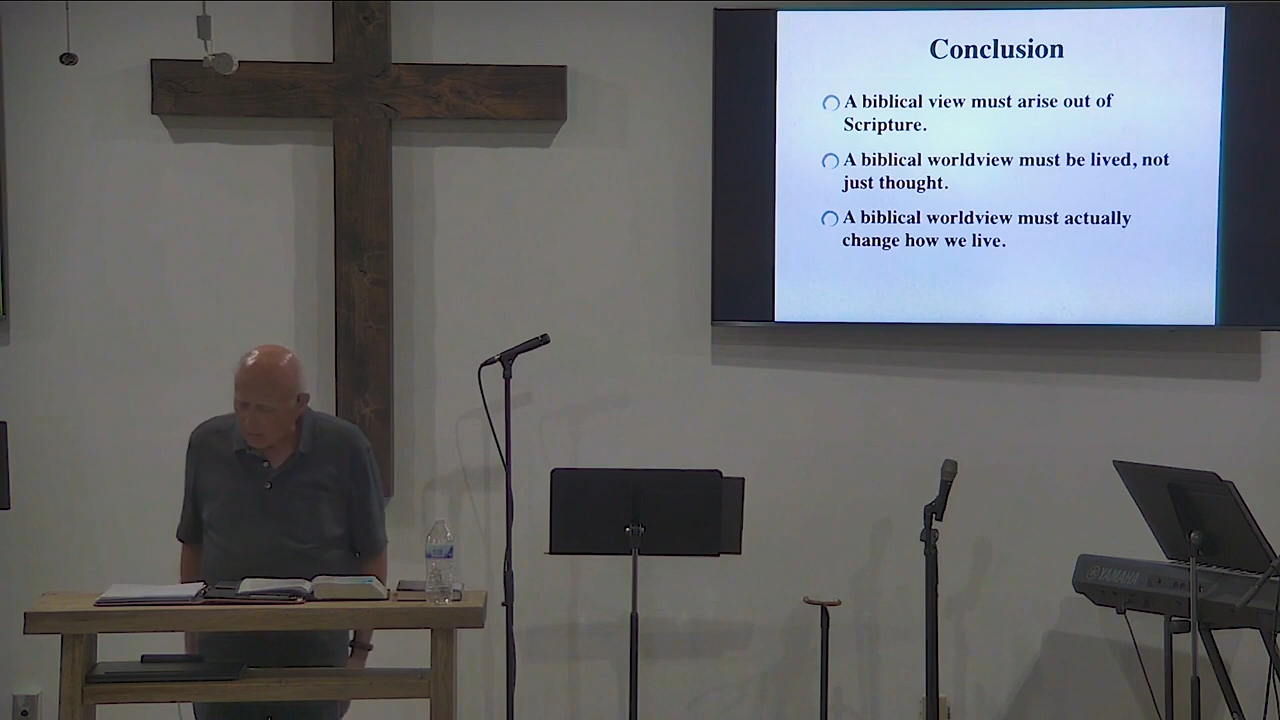 Conclusion
A biblical view must arise out of
Scripture.
A biblical worldview must be lived, not
just thought.
A biblical worldview must actually
change how we live.
YAMAHA